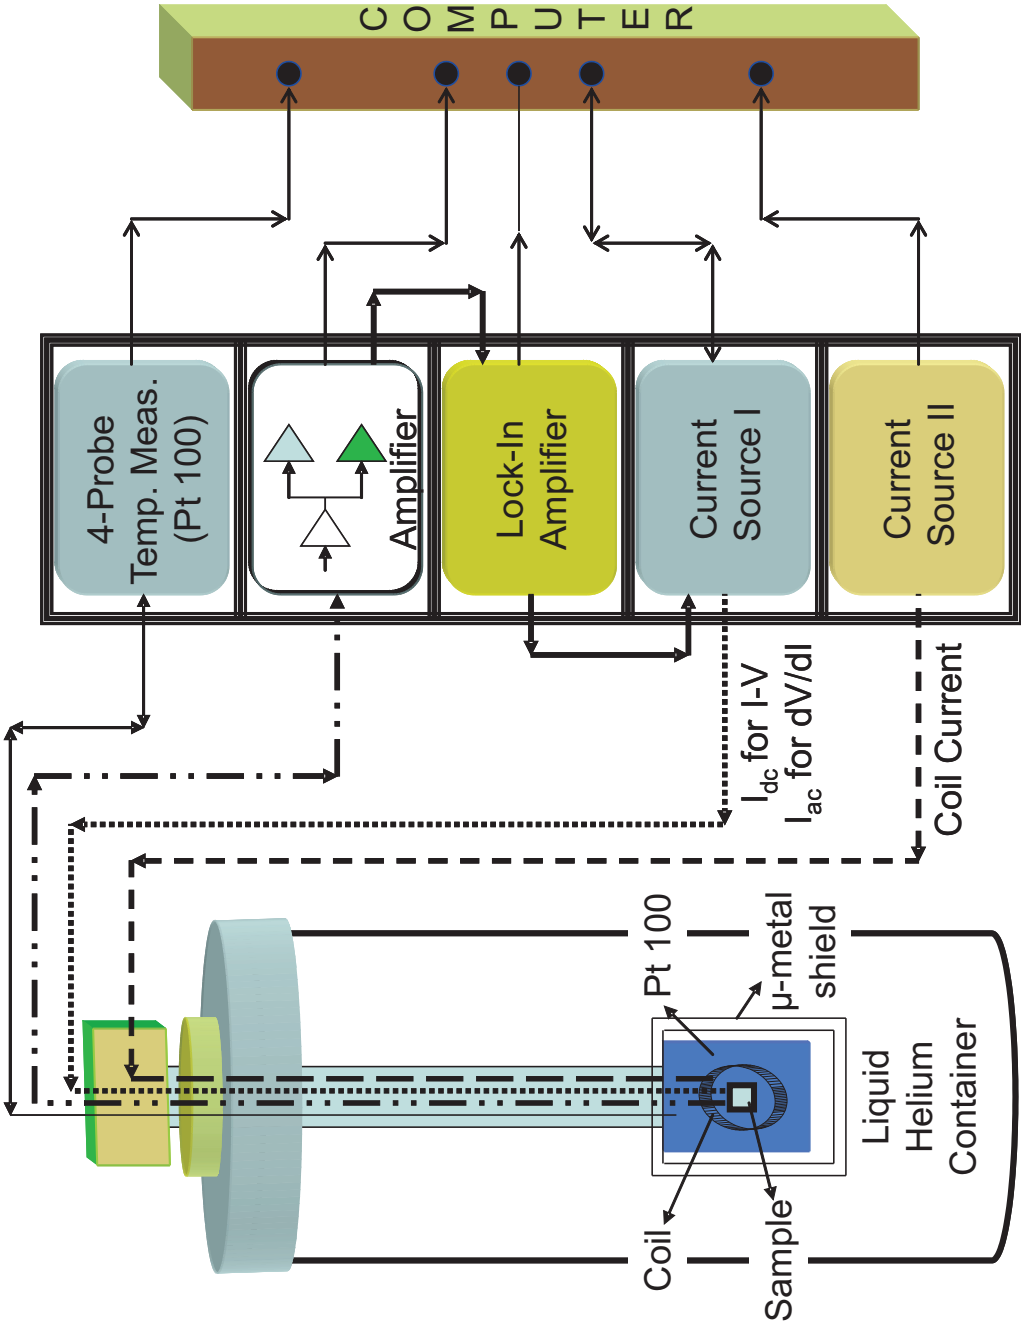 COMPUTER
4-Probe
Temp. Meas.
(Pt 100)
Amplifier
Lock-In
Amplifier
Current
Source I
Current
Source II
Idc for I-V
Iac for dV/dI
Coil Current
Pt 100
μ-metal
shield
Coil
Sample
Liquid
Helium
Container